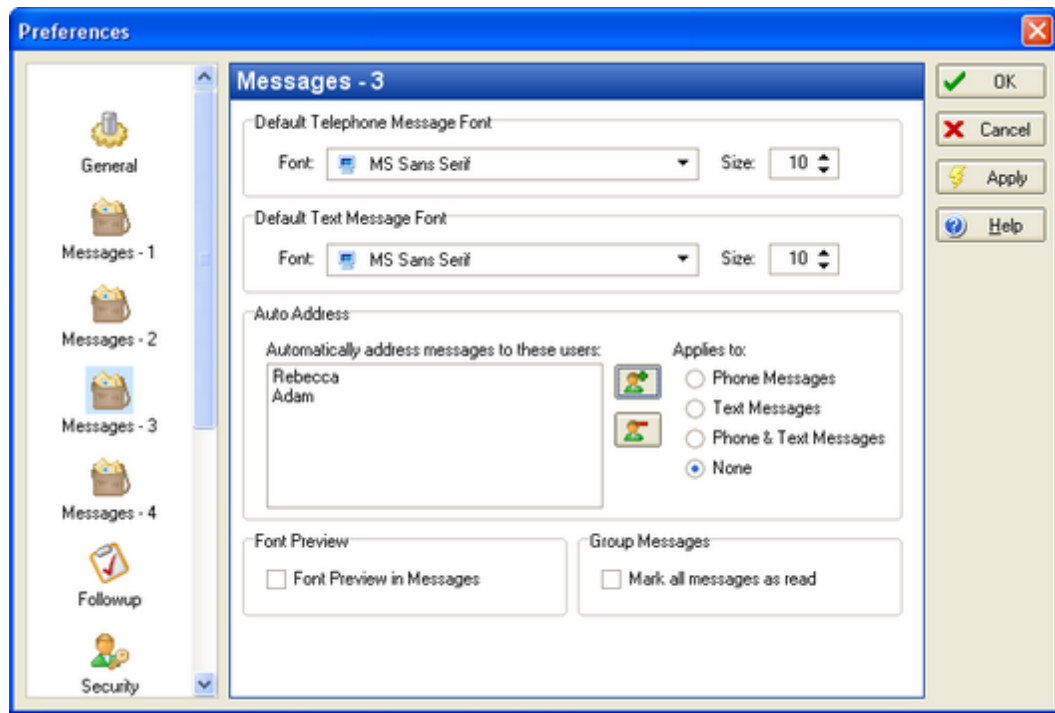 Preferences
General
Messages - 1
Messages - 2
Messages - 3
Messages - 4
Followup
Security
Messages - 3
Default Telephone Message Font
Font: MS Sans Serif Size: 10
Default Text Message Font
Font: MS Sans Serif Size: 10
Auto Address
Automatically address messages to these users:
Rebecca
Adam
Applies to:
Phone Messages
Text Messages
Phone & Text Messages
None
Font Preview
Font Preview in Messages
Group Messages
Mark all messages as read
OK
Cancel
Apply
Help